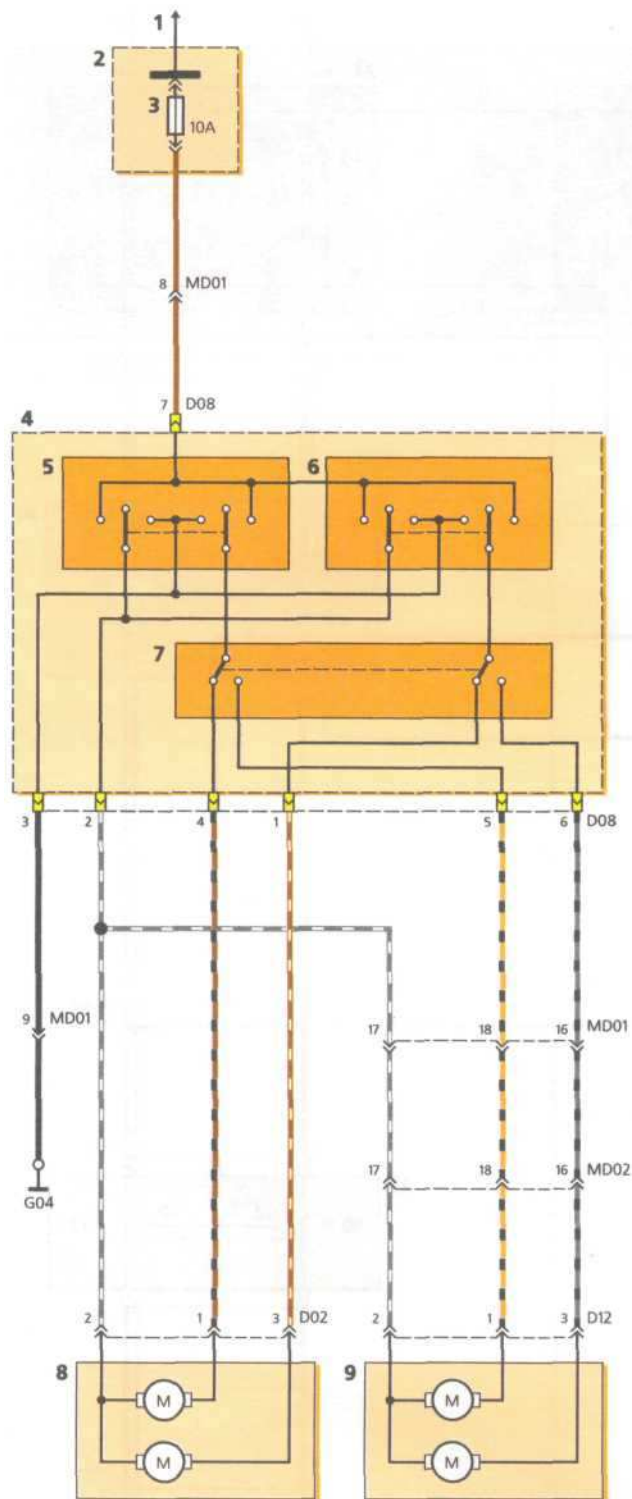 1
2
3
10A
8 MD01
7 D08
4
5 6
7
3 2 4 1 5 6 D08
9 MD01
17 18 16 MD01
17 18 16 MD02
G04
2 1 3 D02 2 1 3 D12
8 M 9 M
M M